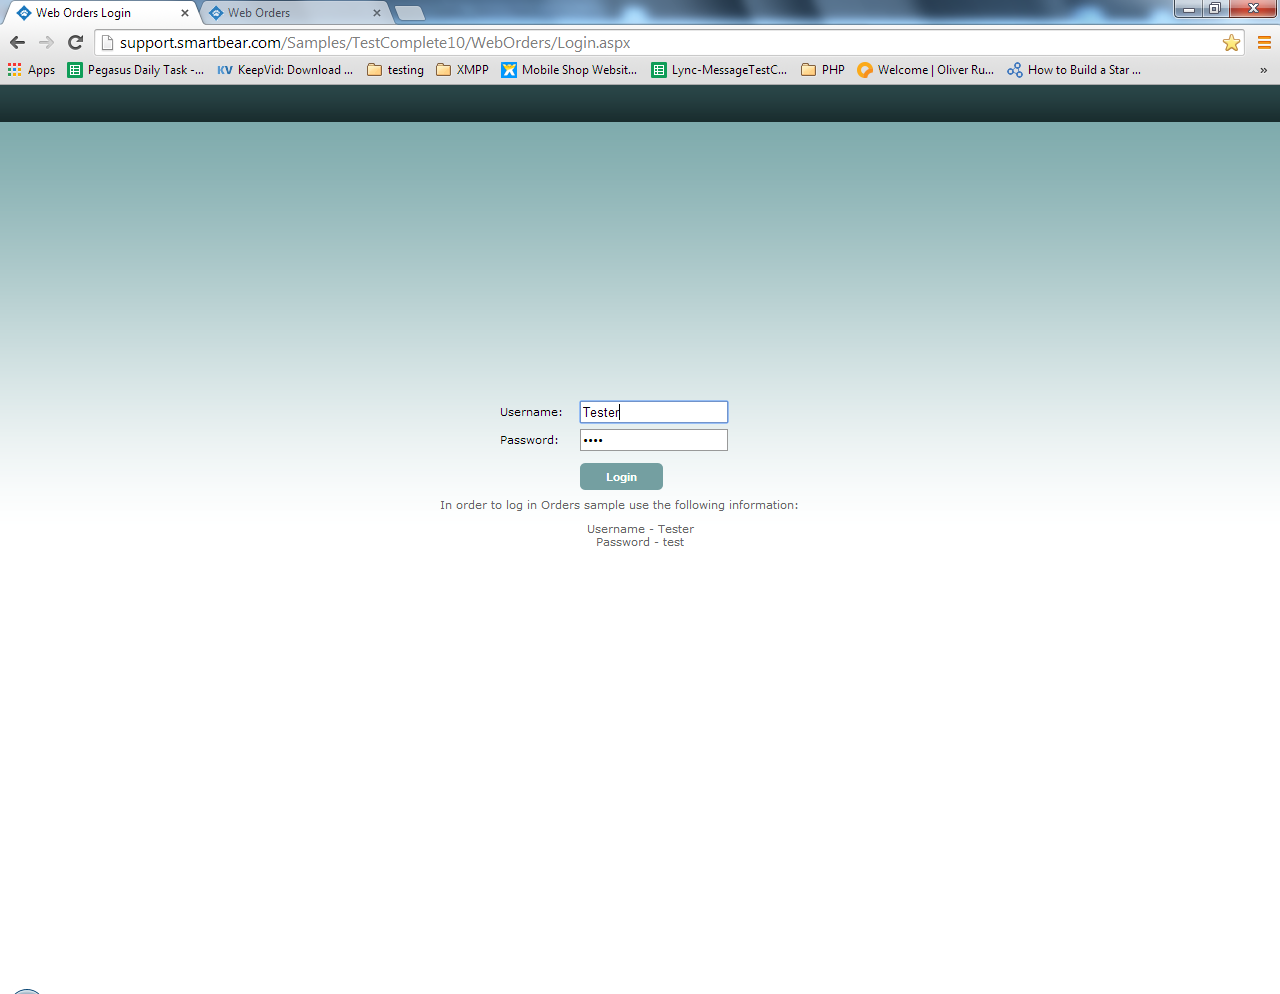 Web Orders Login
Web Orders
support.smartbear.com/Samples/TestComplete10/WebOrders/Login.aspx
Apps
Pegasus Daily Task -...
KV KeepVid: Download ...
testing
XMPP
Mobile Shop Websit...
Lync-MessageTestC...
PHP
Welcome | Oliver Ru...
How to Build a Star ...
»
Username:
Tester
Password:
••••
Login
In order to log in Orders sample use the following information:
Username - Tester
Password - test